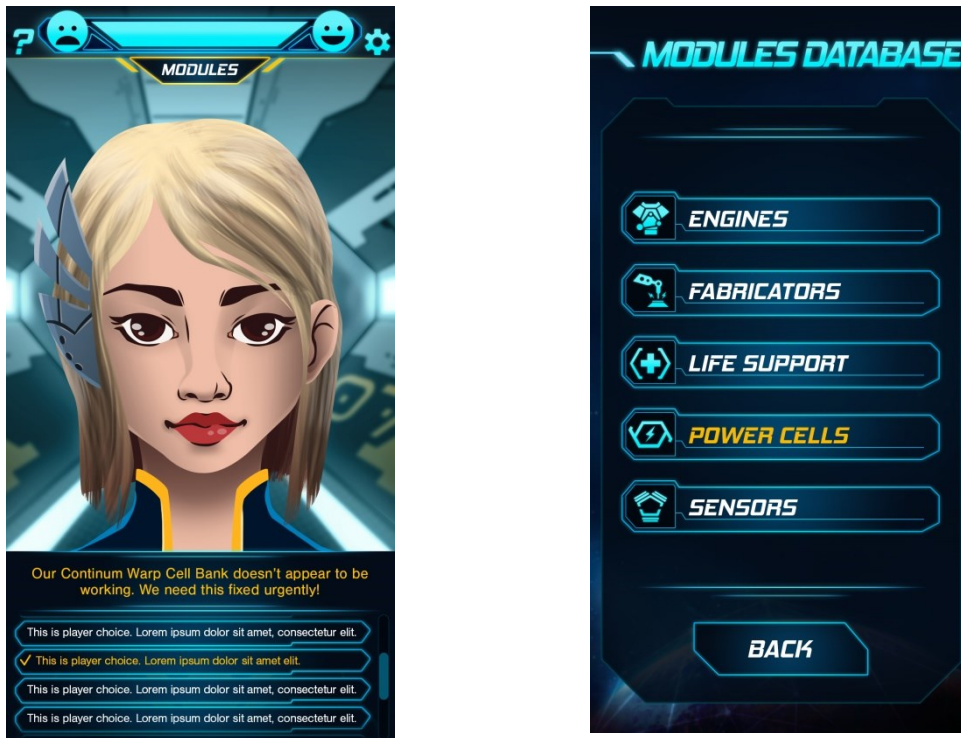 ?
MODULES
Our Continum Warp Cell Bank doesn't appear to be
working. We need this fixed urgently!
This is player choice. Lorem ipsum dolor sit amet, consectetur elit.
This is player choice. Lorem ipsum dolor sit amet elit.
This is player choice. Lorem ipsum dolor sit amet, consectetur elit.
This is player choice. Lorem ipsum dolor sit amet, consectetur elit.
MODULES DATABASE
ENGINES
FABRICATORS
LIFE SUPPORT
POWER CELLS
SENSORS
BACK